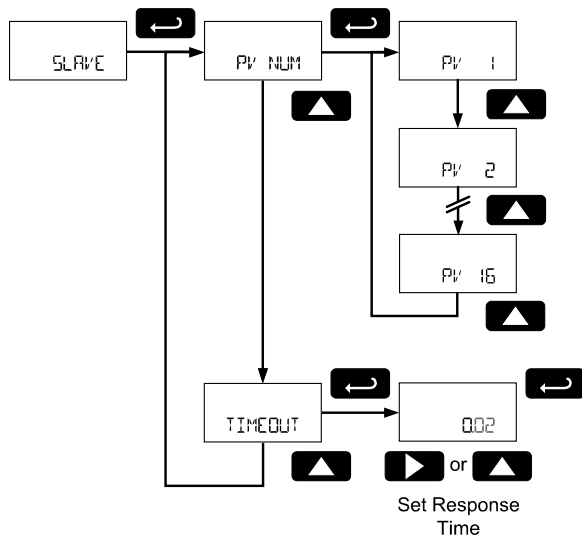 SLAVE
PV NUM
PV 1
PV 2
PV 16
TIMEOUT
0.02
or
Set Response
Time